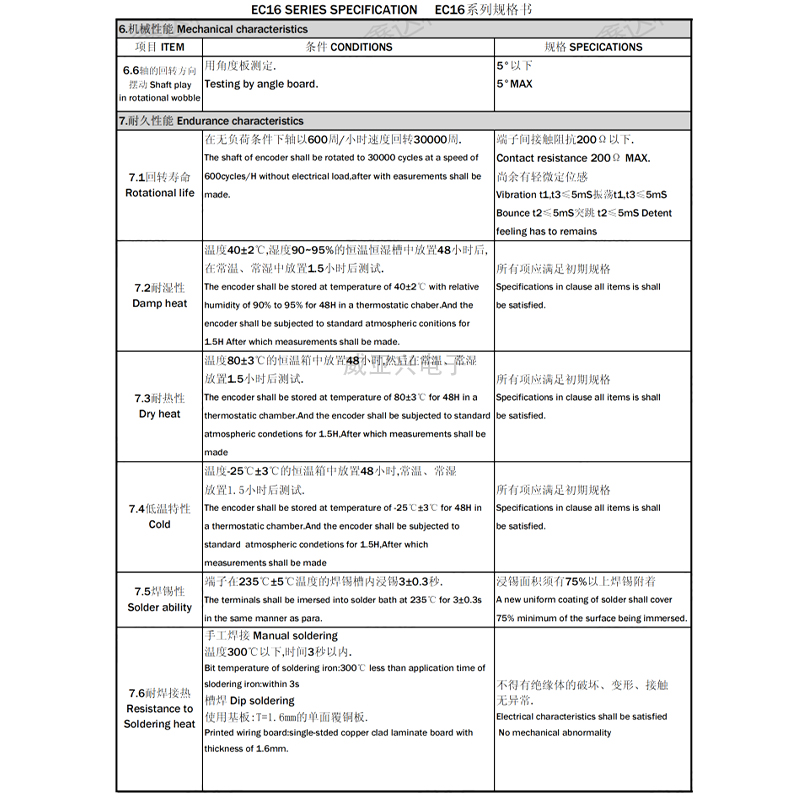 EC16 SERIES SPECIFICATION EC16系列规格书
6.机械性能 Mechanical characteristics
项目 ITEM
条件 CONDITIONS
规格 SPECICATIONS
6.6轴的回转方向
摆动 Shaft play
in rotational wobble
用角度板测定.
Testing by angle board.
5°以下
5°MAX
7.耐久性能 Endurance characteristics
7.1回转寿命
Rotational life
在无负荷条件下轴以600周/小时速度回转30000周.
The shaft of encoder shall be rotated to 30000 cycles at a speed of
600cycles/H without electrical load,after with easurements shall be
made.
端子间接触阻抗200Ω以下.
Contact resistance 200Ω MAX.
尚余有轻微定位感
Vibration t1,t3≤5mS振荡t1,t3≤5mS
Bounce t2≤5mS突跳 t2≤5mS Detent
feeling has to remains
7.2耐湿性
Damp heat
温度40±2℃,湿度90~95%的恒温恒湿槽中放置48小时后,
在常温、常湿中放置1.5小时后测试.
The encoder shall be stored at temperature of 40±2℃ with relative
humidity of 90% to 95% for 48H in a thermostatic chaber.And the
encoder shall be subjected to standard atmospheric conitions for
1.5H After which measurements shall be made.
所有项应满足初期规格
Specifications in clause all items is shall
be satisfied.
7.3耐热性
Dry heat
温度80±3℃的恒温箱中放置48小时,然后在常温、常湿
放置1.5小时后测试.
The encoder shall be stored at temperature of 80±3℃ for 48H in a
thermostatic chamber.And the encoder shall be subjected to standard
atmospheric condetions for 1.5H,After which measurements shall be
made
所有项应满足初期规格
Specifications in clause all items is shall
be satisfied.
威亚兴电子
7.4低温特性
Cold
温度-25℃±3℃的恒温箱中放置48小时,常温、常湿
放置1.5小时后测试.
The encoder shall be stored at temperature of -25℃±3℃ for 48H in
a thermostatic chamber.And the encoder shall be subjected to
standard atmospheric condetions for 1.5H,After which
measurements shall be made
所有项应满足初期规格
Specifications in clause all items is shall
be satisfied.
7.5焊锡性
Solder ability
端子在235℃±5℃温度的焊锡槽内浸锡3±0.3秒.
The terminals shall be imersed into solder bath at 235℃ for 3±0.3s
in the same manner as para.
浸锡面积须有75%以上焊锡附着
A new uniform coating of solder shall cover
75% minimum of the surface being immersed.
7.6耐焊接热
Resistance to
Soldering heat
手工焊接 Manual soldering
温度300℃以下,时间3秒以内.
Bit temperature of soldering iron:300℃ less than application time of
slodering iron:within 3s
槽焊 Dip soldering
使用基板:T=1.6mm的单面覆铜板.
Printed wiring board:single-stded copper clad laminate board with
thickness of 1.6mm.
不得有绝缘体的破坏、变形、接触
无异常.
Electrical characteristics shall be satisfied
No mechanical abnormality